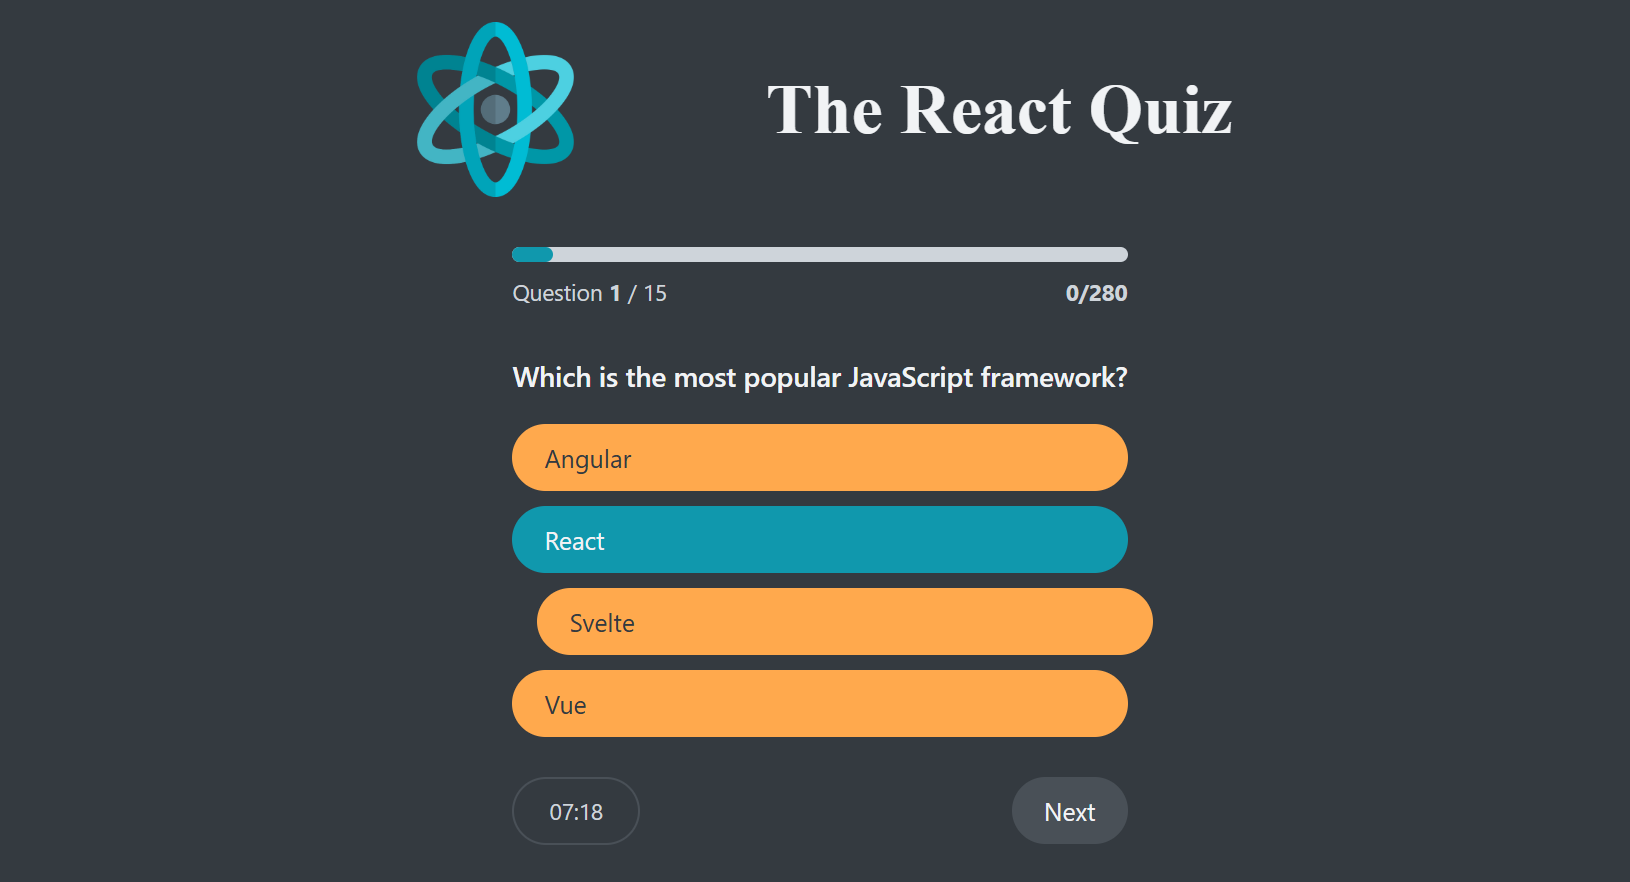 The React Quiz
Question 1 / 15
0/280
Which is the most popular JavaScript framework?
Angular
React
Svelte
Vue
07:18
Next